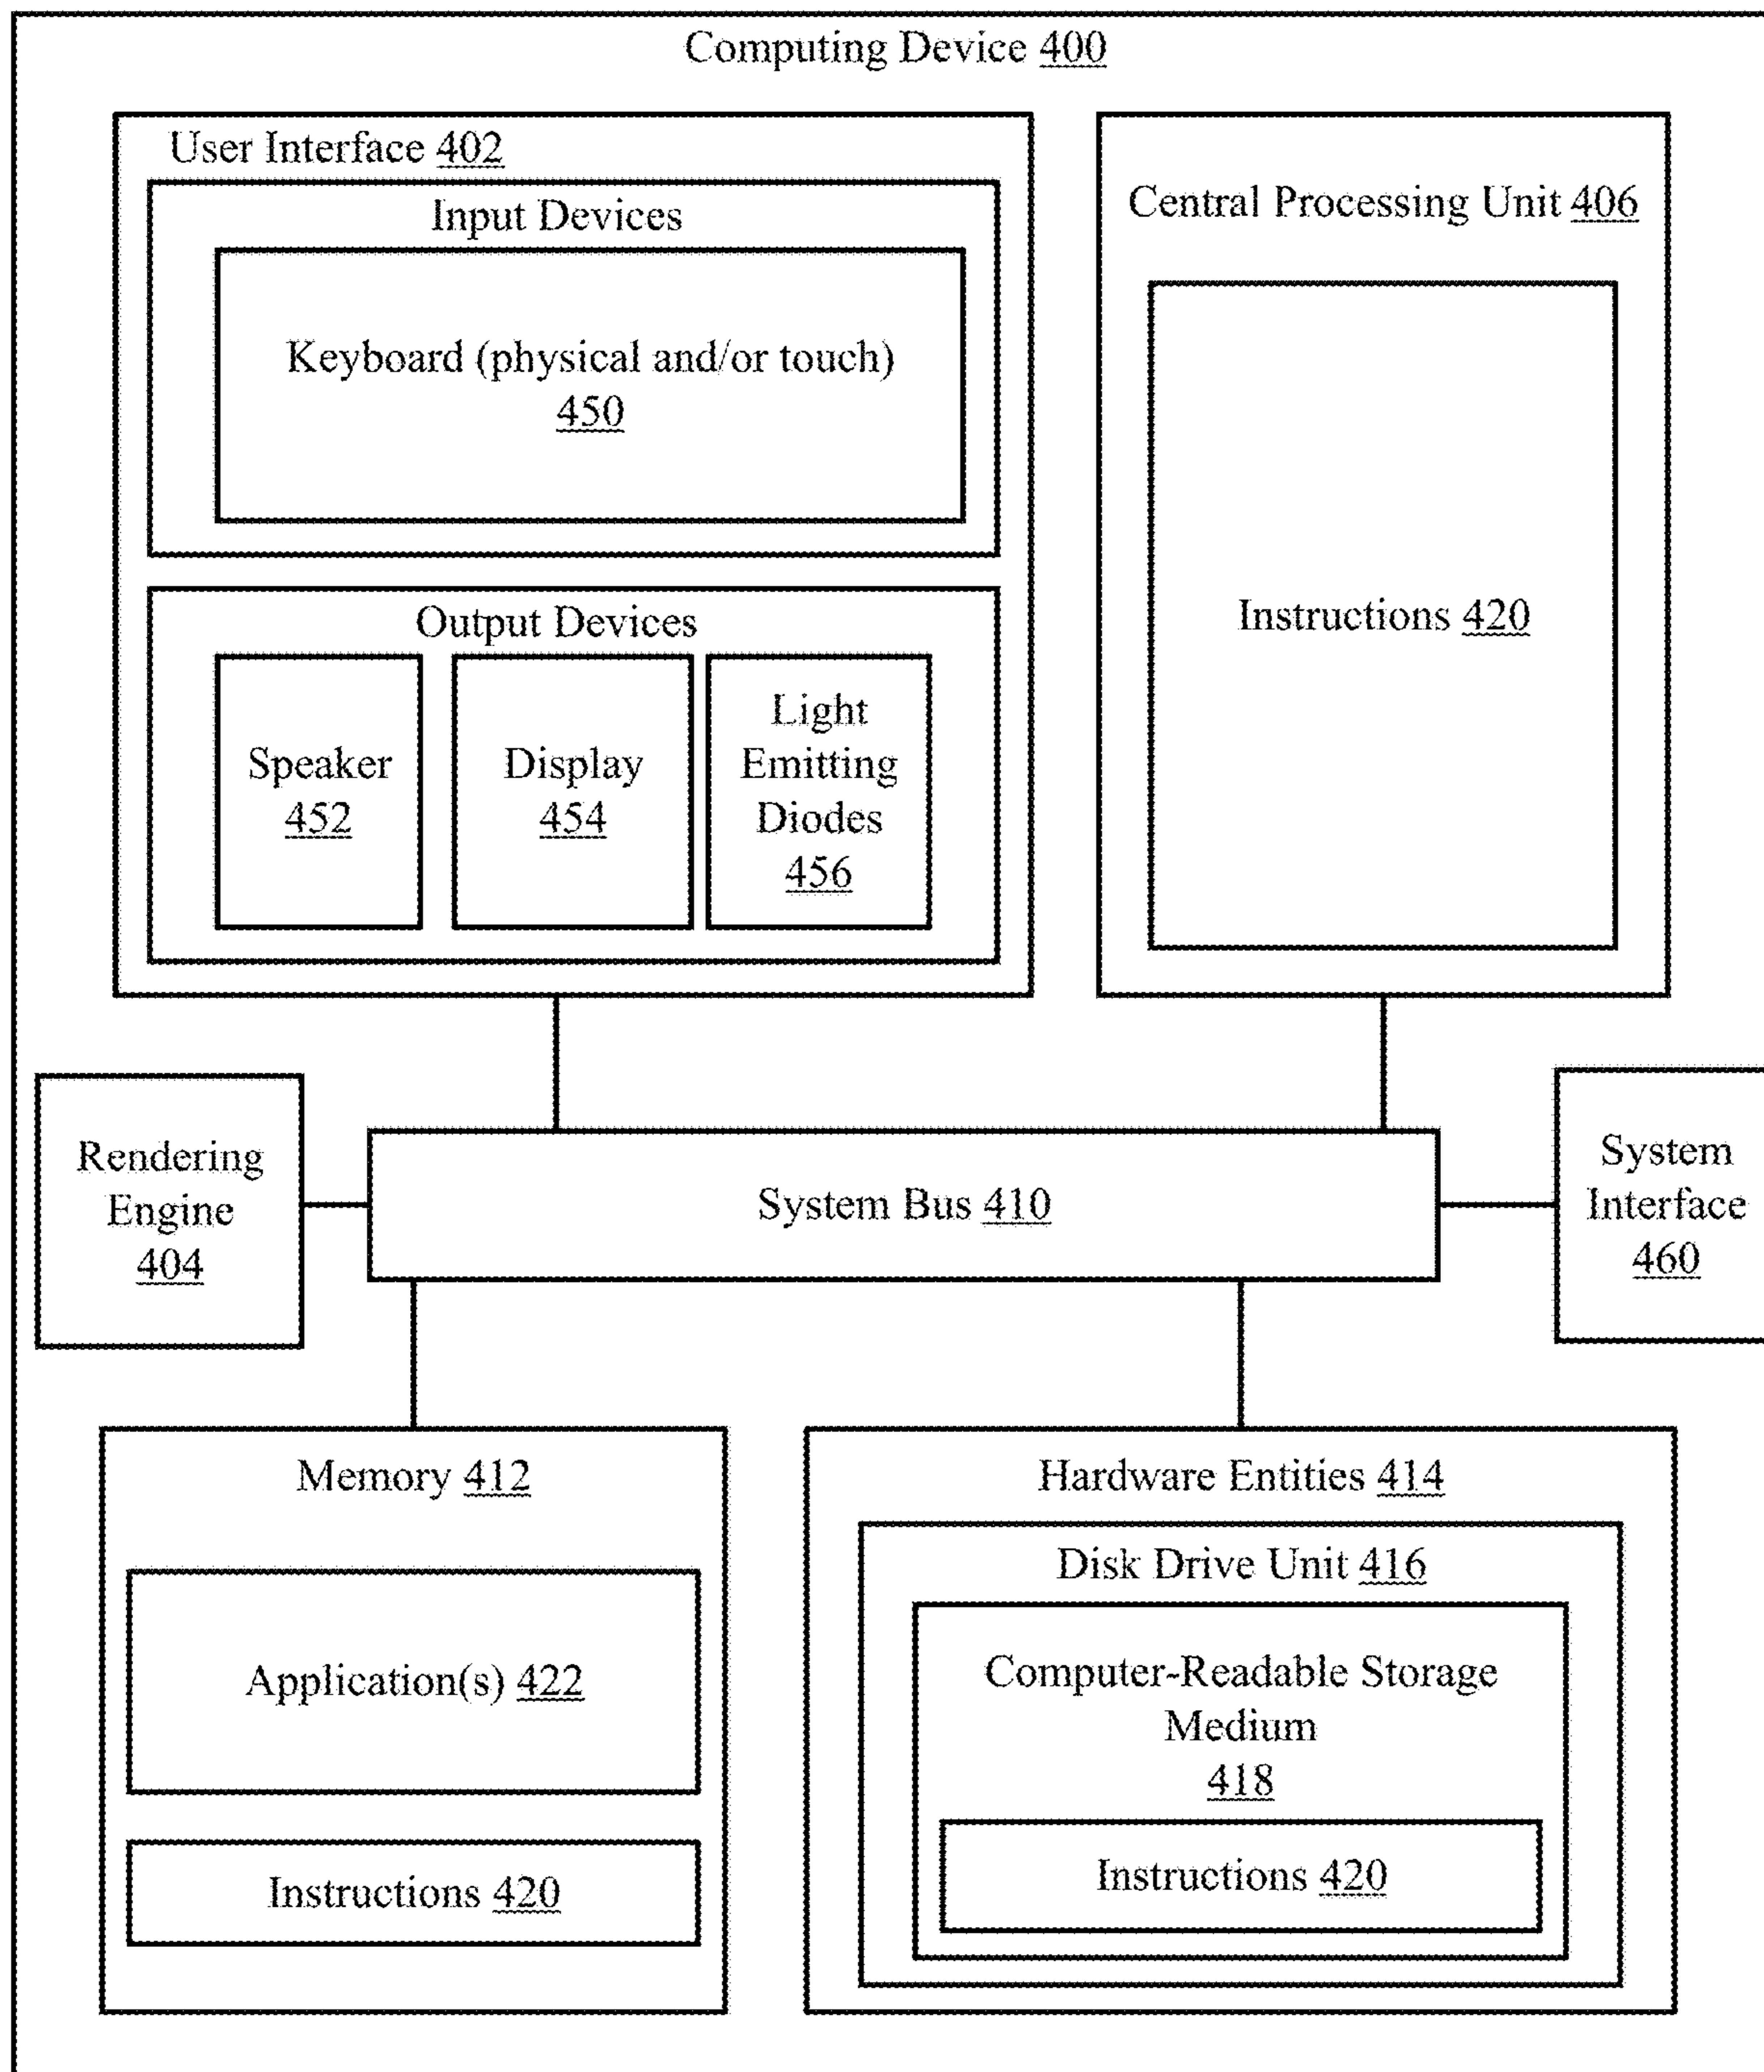 Computing Device 400
User Interface 402
Input Devices
Keyboard (physical and/or touch)
450
Output Devices
Speaker
452
Display
454
Light
Emitting
Diodes
456
Central Processing Unit 406
Instructions 420
Rendering
Engine
404
System Bus 410
System
Interface
460
Memory 412
Application(s) 422
Instructions 420
Hardware Entities 414
Disk Drive Unit 416
Computer-Readable Storage
Medium
418
Instructions 420